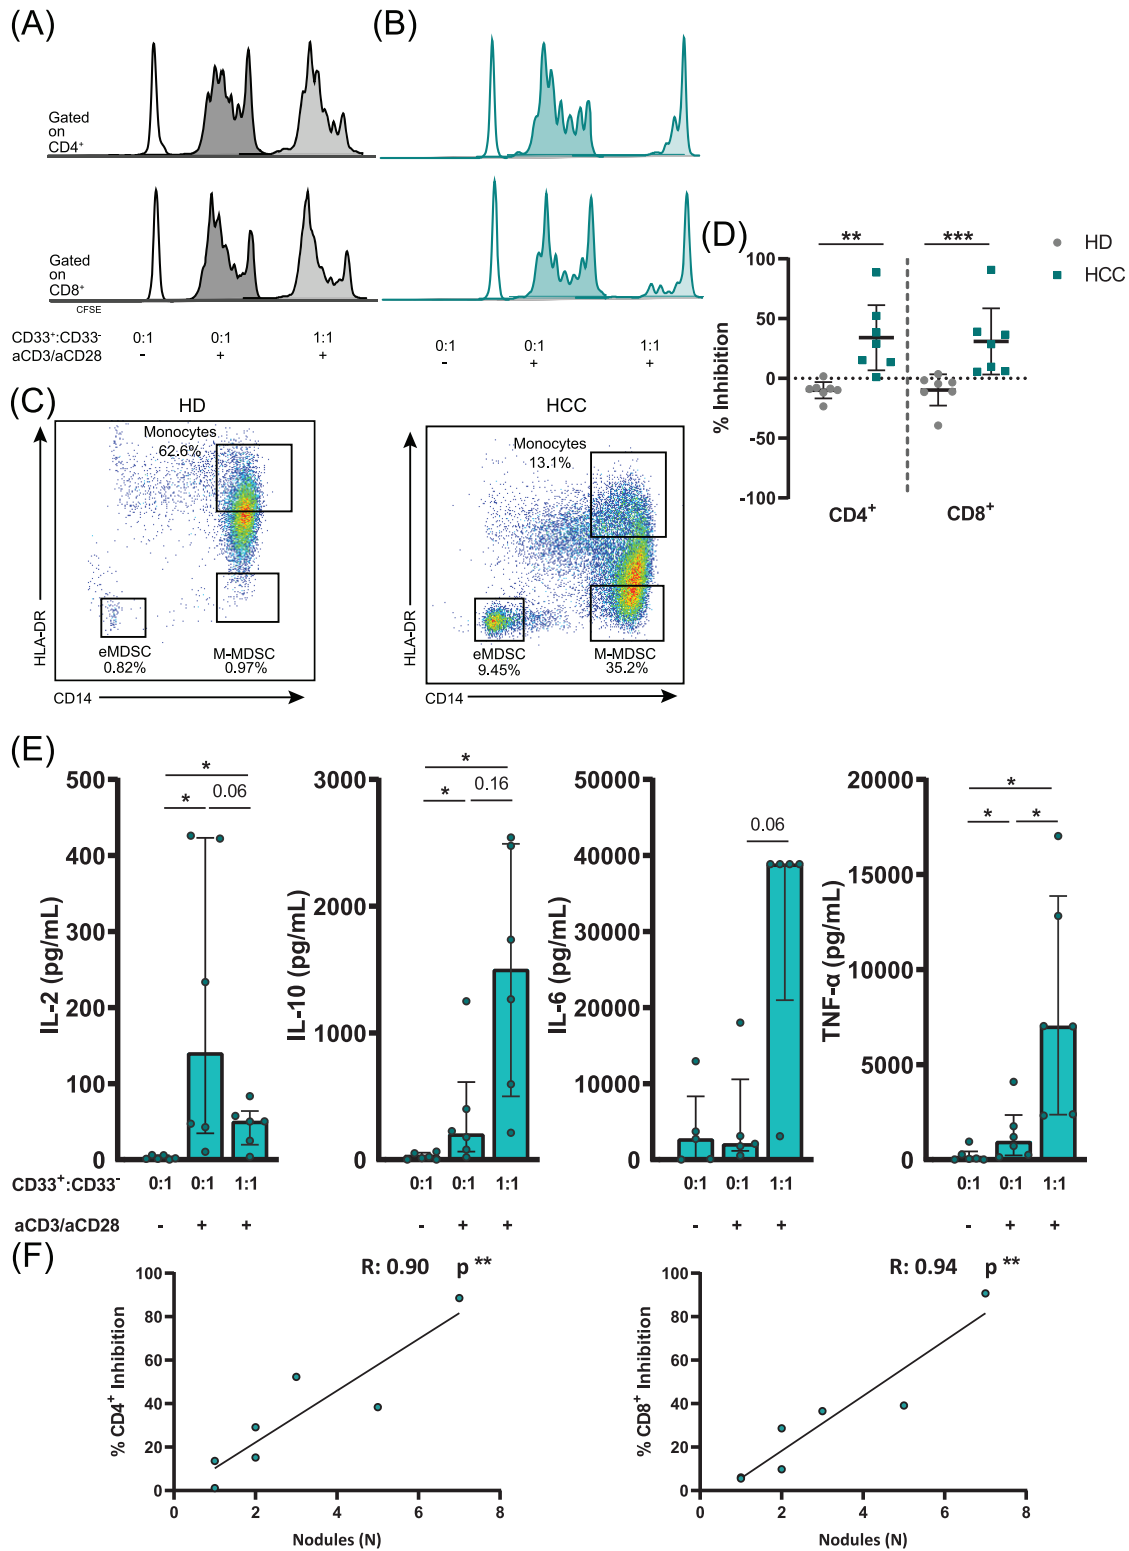 (A)
(B)
Gated
on
CD4+
Gated
on
CD8+
CFSE
CD33+:CD33- 0:1 0:1 1:1
aCD3/aCD28 - + +
0:1 0:1 1:1
- + +
(D)
HD
HCC
** ***
100
50
0
-50
-100
% Inhibition
CD4+ CD8+
(C)
HD
Monocytes
62.6%
eMDSC
0.82%
M-MDSC
0.97%
HLA-DR
CD14
HCC
Monocytes
13.1%
eMDSC
9.45%
M-MDSC
35.2%
HLA-DR
CD14
(E)
500
400
300
200
100
0
IL-2 (pg/mL)
*
* 0.06
3000
2000
1000
0
IL-10 (pg/mL)
*
* 0.16
50000
40000
30000
20000
10000
0
IL-6 (pg/mL)
0.06
20000
15000
10000
5000
0
TNF-α (pg/mL)
*
* *
CD33+:CD33- 0:1 0:1 1:1 0:1 0:1 1:1 0:1 0:1 1:1 0:1 0:1 1:1
aCD3/aCD28 - + + - + + - + + - + +
(F)
R: 0.90 p **
100
80
60
40
20
0
% CD4+ Inhibition
0 2 4 6 8
Nodules (N)
R: 0.94 p **
100
80
60
40
20
0
% CD8+ Inhibition
0 2 4 6 8
Nodules (N)